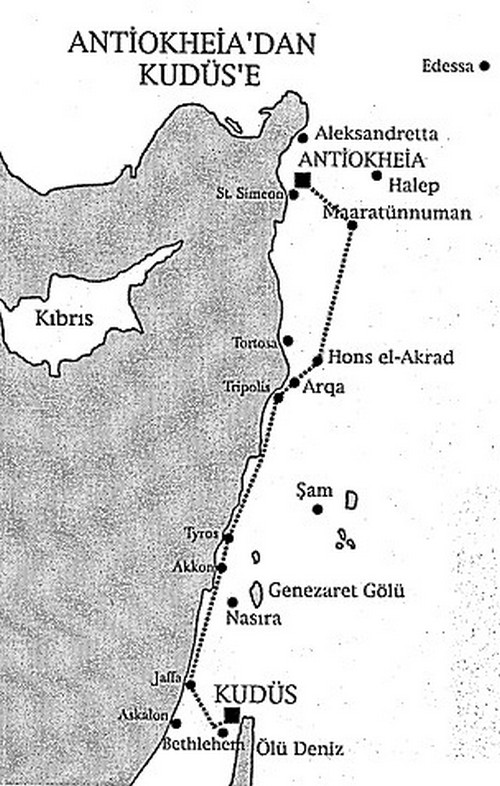 ANTİOKHEİA'DAN
KUDÜS'E
Edessa
Aleksandretta
ANTİOKHEİA
Halep
St. Simeon
Maaratünnuman
Kıbrıs
Tortosa
Hons el-Akrad
Tripolis
Arqa
Şam
Tyros
Akkon
Genezaret Gölü
Nasıra
Jaffa
KUDÜS
Askalon
Bethlehem
Ölü Deniz